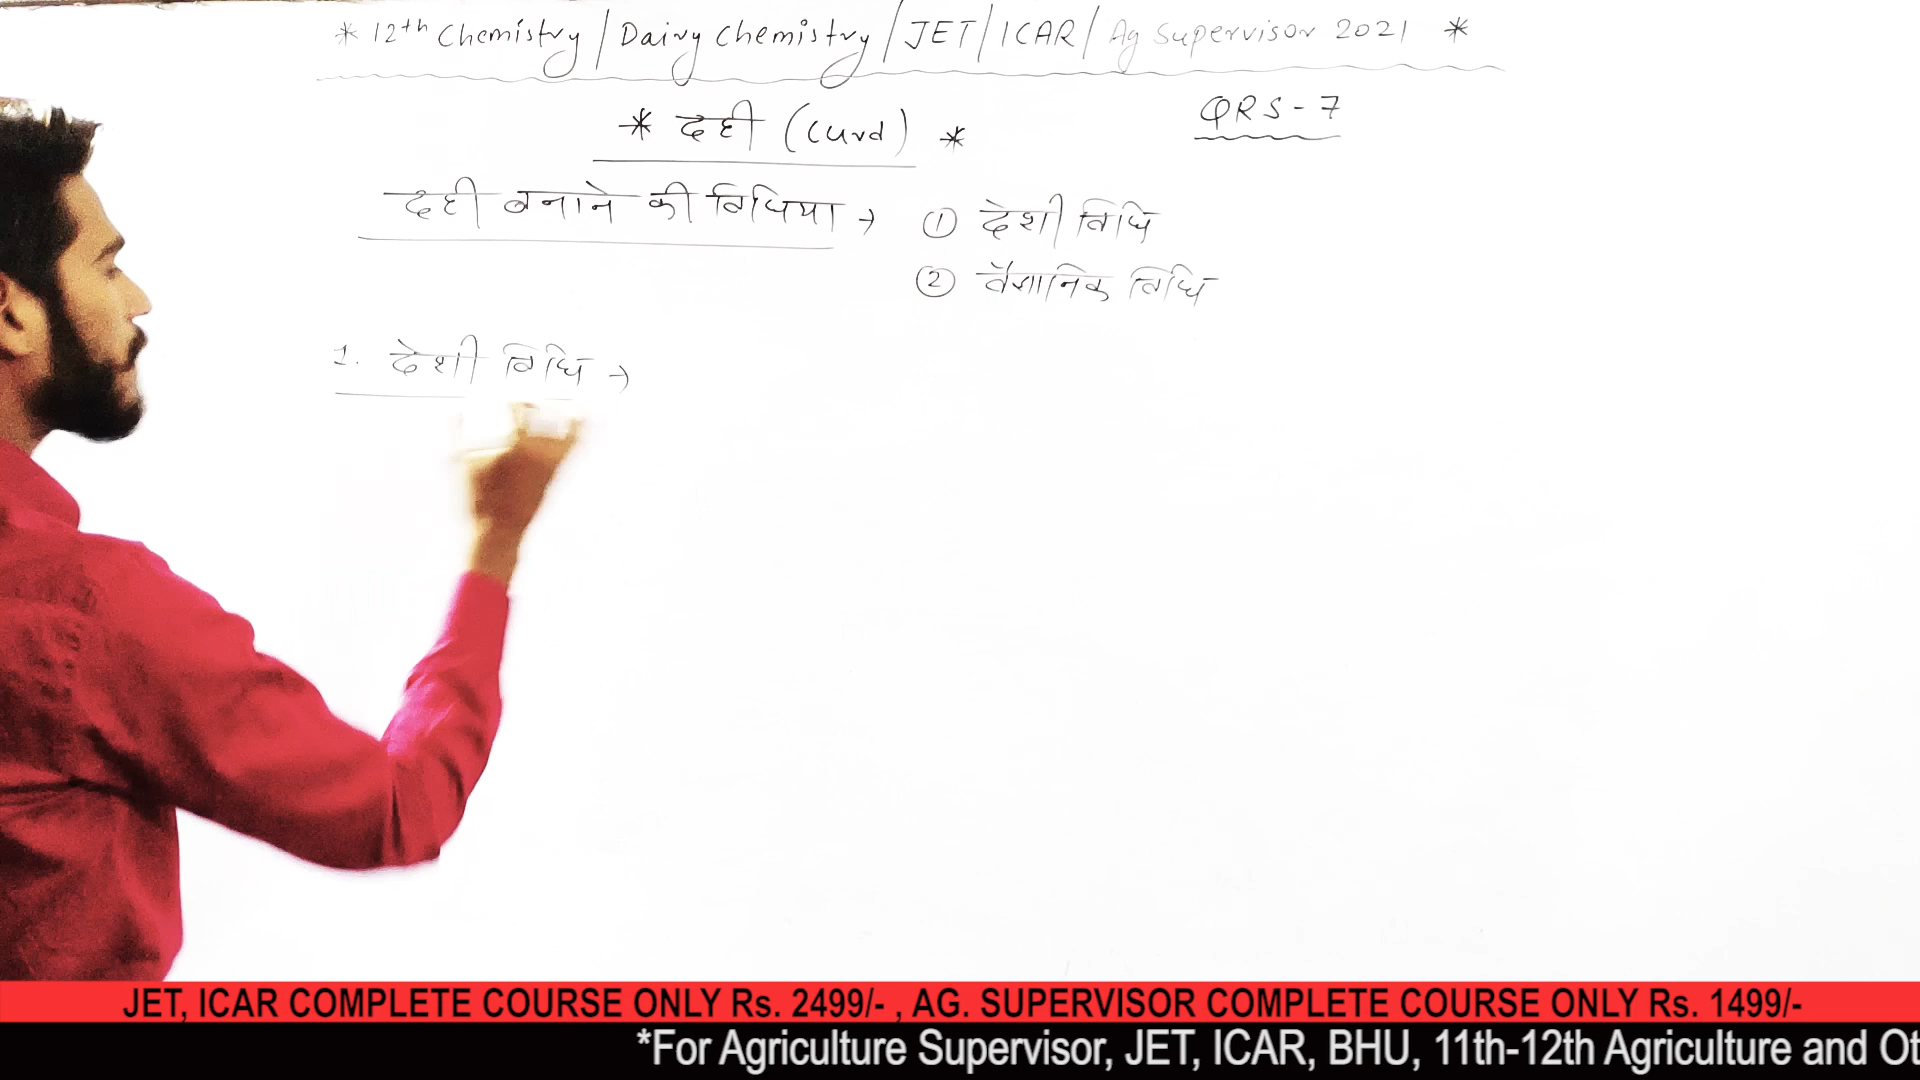 * 12th Chemistry / Dairy Chemistry / JET / ICAR / Ag Supervisor 2021 *
QRS-7
* दही (Curd) *
दही बनाने की विधिया → ① देशी विधि
② वैज्ञानिक विधि
1. देशी विधि →
JET, ICAR COMPLETE COURSE ONLY Rs. 2499/- , AG. SUPERVISOR COMPLETE COURSE ONLY Rs. 1499/-
*For Agriculture Supervisor, JET, ICAR, BHU, 11th-12th Agriculture and Ot